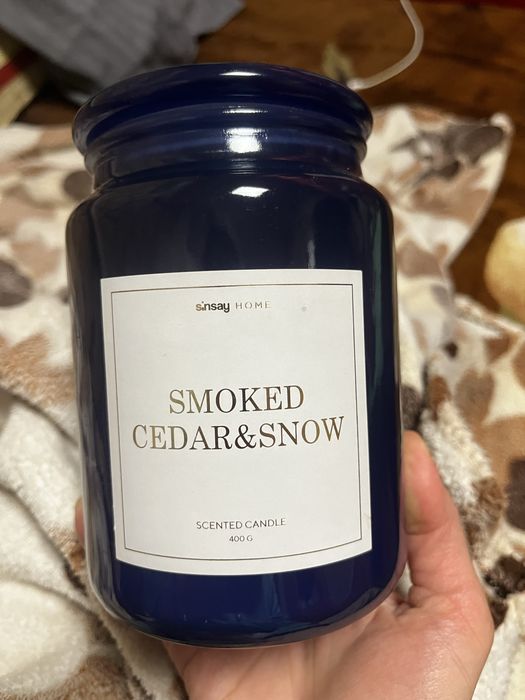 sinsay HOME
SMOKED
CEDAR&SNOW
SCENTED CANDLE
400 G